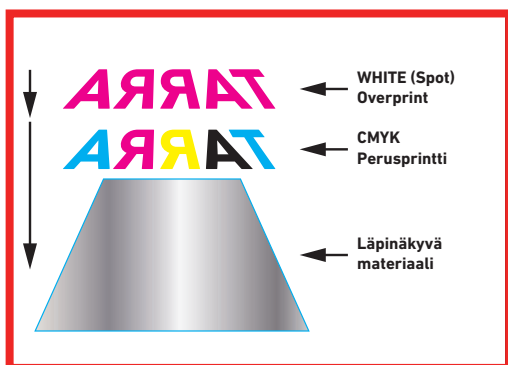 TARRA
WHITE (Spot)
Overprint
TARRA
CMYK
Perusprintti
Läpinäkyvä
materiaali